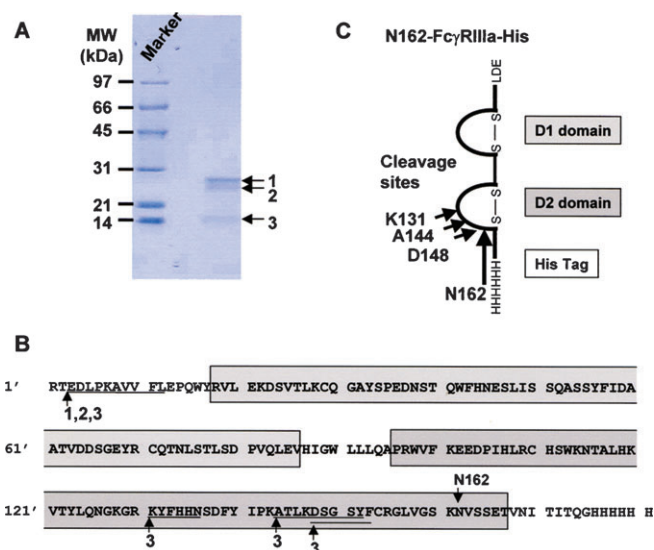 A
MW
(kDa)
Marker
97
66
45
31
21
14
1
2
3
C
N162-FcγRIIIa-His
LDE
S
S
D1 domain
Cleavage
sites
S
S
D2 domain
K131
A144
D148
N162
HHHHHH
His Tag
B
1' RTEDLPKAVV FLEPQWYRVL EKDSVTLKCQ GAYSPEDNST QWFHNESLIS SQASSYFIDA
1,2,3
61' ATVDDSGEYR CQTNLSTLSD PVQLEVHIGW LLLQAPRWVF KEEDPIHLRC HSWKNTALHK
N162
121' VTYLQNGKGR KYFHHNSDFY IPKATLKDSG SYFCRGLVGS KNVSSETVNI TITQGHHHHH H
3
3
3